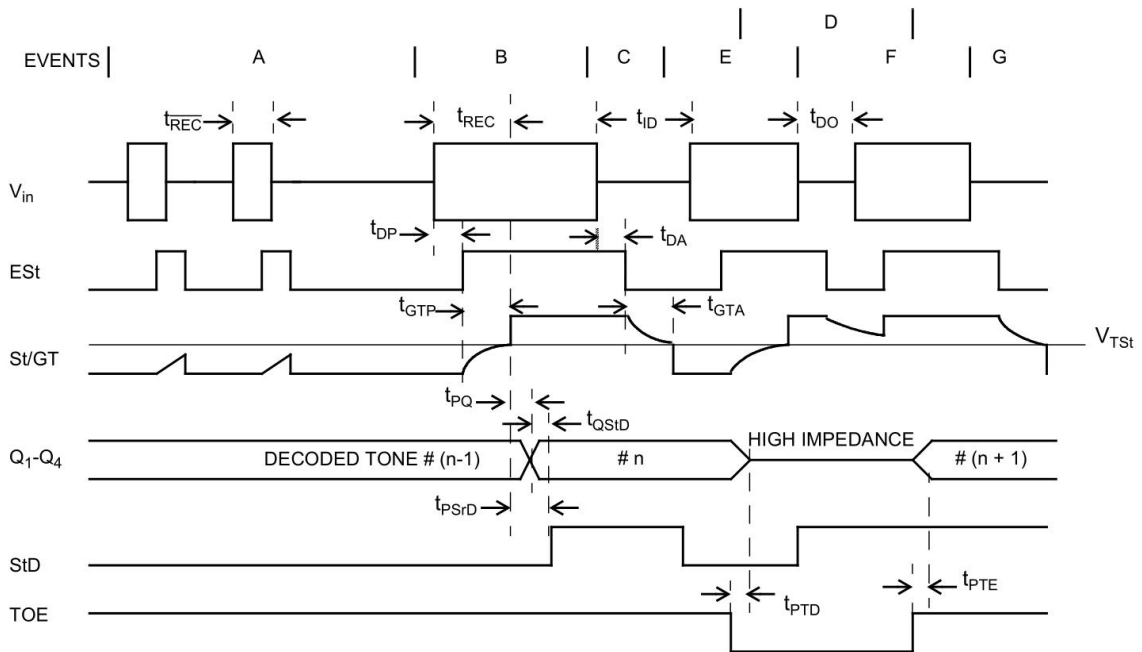 D
EVENTS A B C E F G
tREC tREC tID tDO
Vin
tDP tDA
ESt
tGTP tGTA
VTSt
St/GT
tPQ
tQStD
HIGH IMPEDANCE
Q1-Q4 DECODED TONE # (n-1) # n # (n + 1)
tPSrD
StD
tPTE
tPTD
TOE